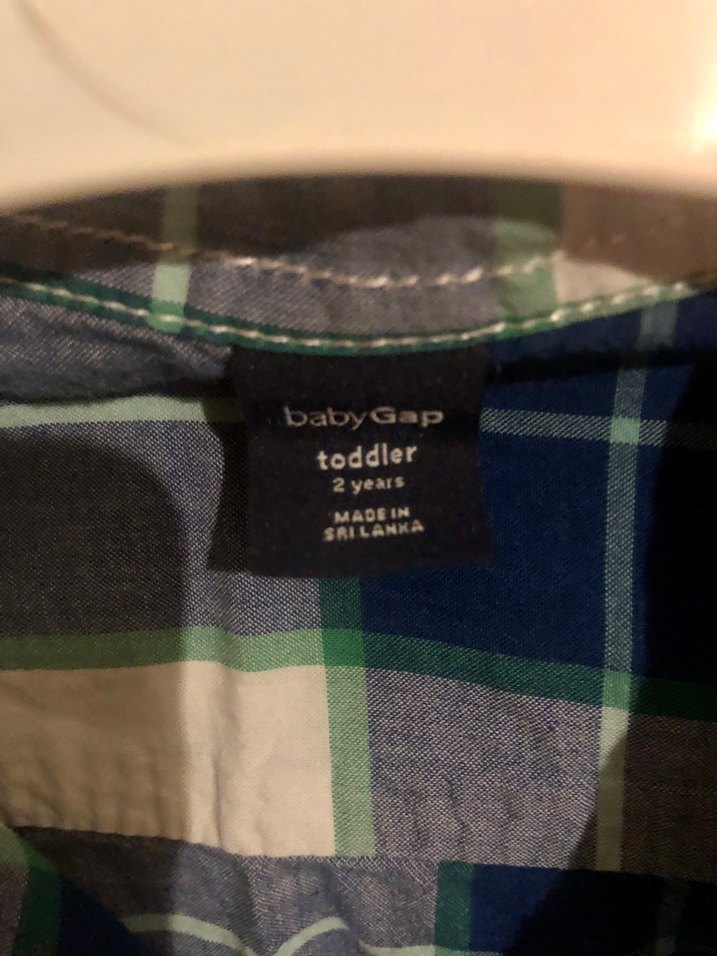 babyGap
toddler
2 years
MADE IN
SRI LANKA